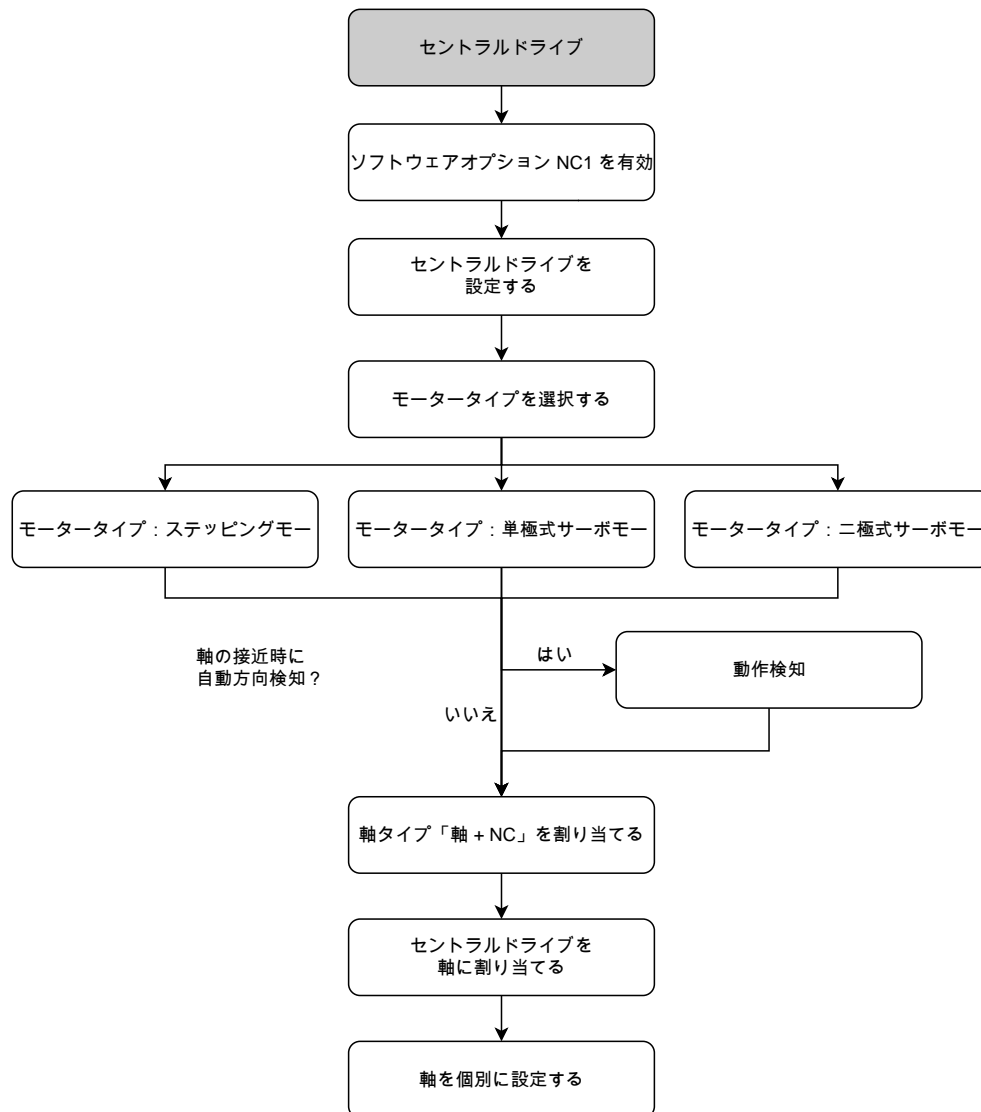 セントラルドライブ
ソフトウェアオプション NC1 を有効
セントラルドライブを
設定する
モータータイプを選択する
モータータイプ：ステッピングモー
モータータイプ：単極式サーボモー
モータータイプ：二極式サーボモー
軸の接近時に
自動方向検知？
はい
動作検知
いいえ
軸タイプ「軸 + NC」を割り当てる
セントラルドライブを
軸に割り当てる
軸を個別に設定する